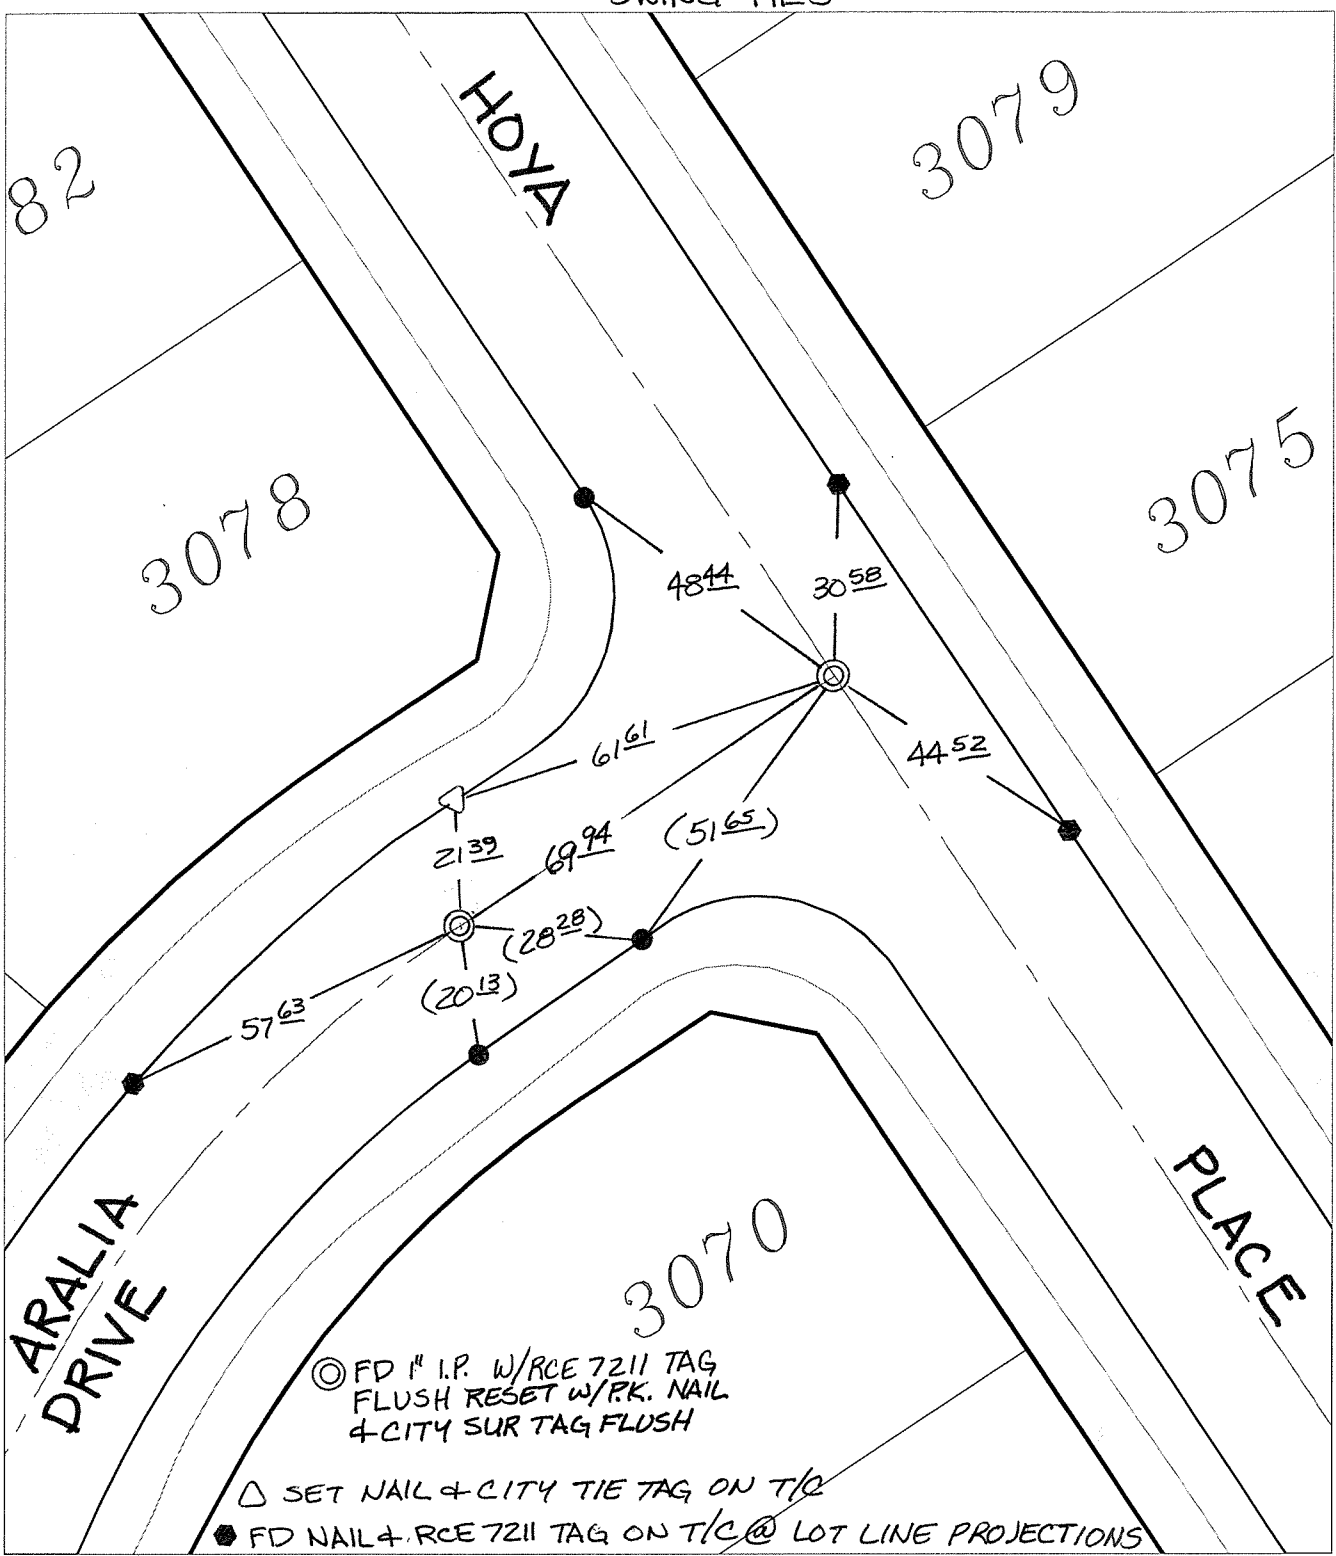 SWING TIES
HOYA
3079
82
3075
3078
48 44
30 58
61 61
44 52
21 39
69 94
(51 65)
(28 28)
(20 13)
57 63
ARALIA
DRIVE
PLACE
3070
FD 1" I.P. W/RCE 7211 TAG
FLUSH RESET W/P.K. NAIL
& CITY SUR TAG FLUSH
SET NAIL & CITY TIE TAG ON T/C
FD NAIL & RCE 7211 TAG ON T/C @ LOT LINE PROJECTIONS